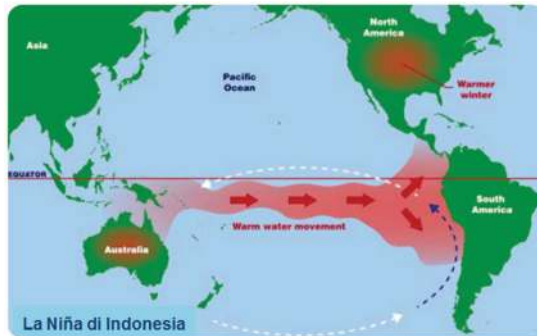 North
America
Asia
Pacific
Ocean
Warmer
winter
EQUATOR
South
America
Warm water movement
Australia
La Niña di Indonesia